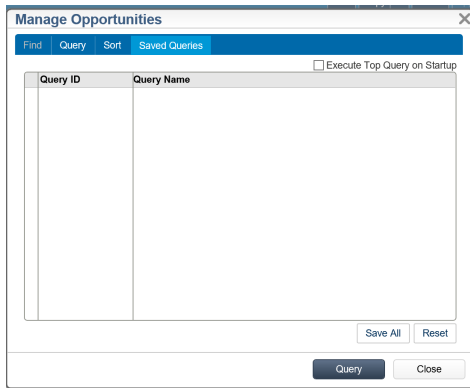 Manage Opportunities
Find Query Sort Saved Queries
Execute Top Query on Startup
Query ID Query Name
Save All Reset
Query Close